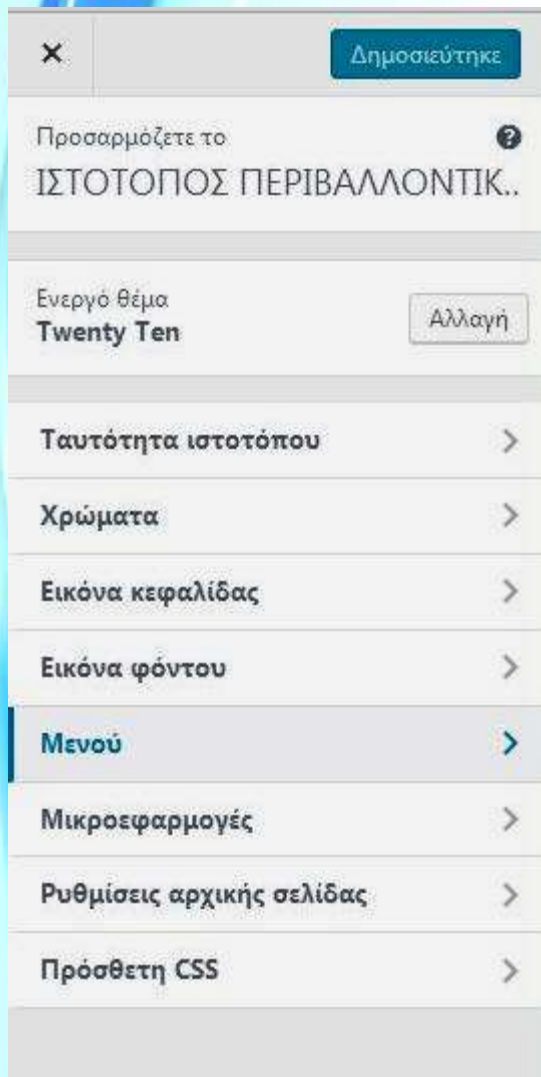 Δημοσιεύτηκε
Προσαρμόζετε το
ΙΣΤΟΤΟΠΟΣ ΠΕΡΙΒΑΛΛΟΝΤΙΚ..
Ενεργό θέμα
Twenty Ten
Αλλαγή
Ταυτότητα ιστοτόπου
Χρώματα
Εικόνα κεφαλίδας
Εικόνα φόντου
Μενού
Μικροεφαρμογές
Ρυθμίσεις αρχικής σελίδας
Πρόσθετη CSS